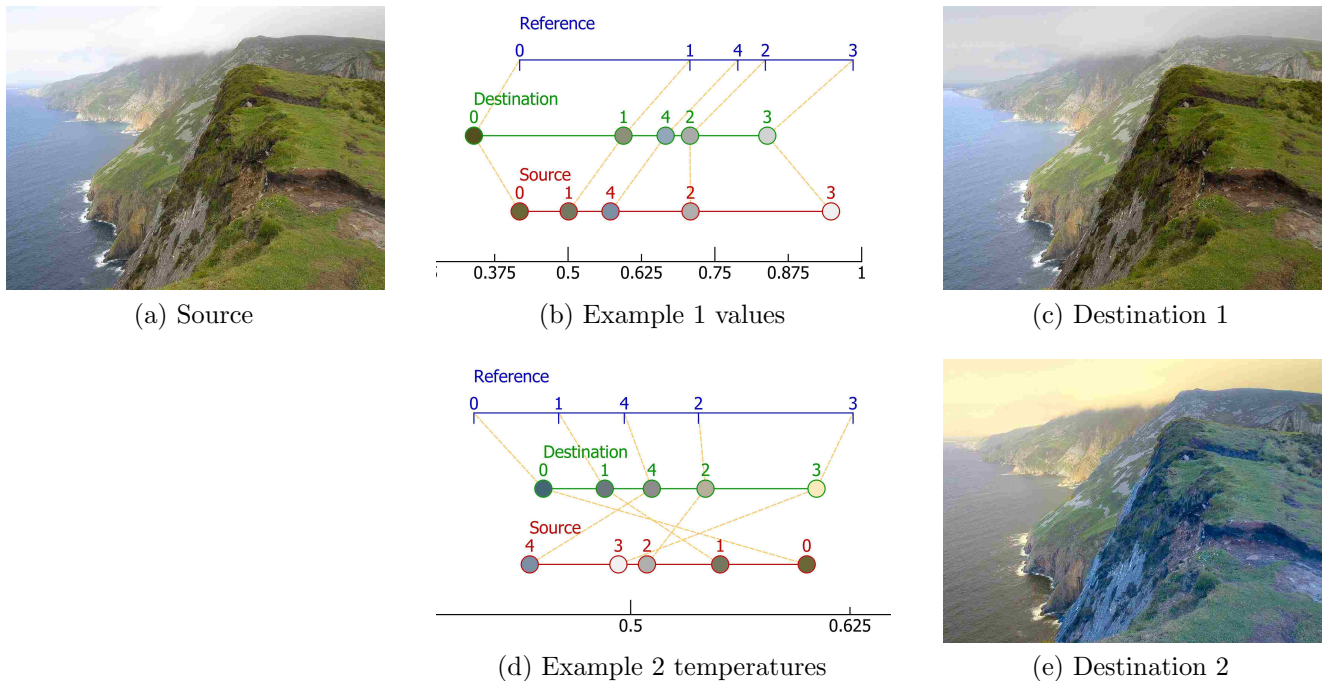 Reference
0 1 4 2 3
Destination
0 1 4 2 3
Source
0 1 4 2 3
0.375 0.5 0.625 0.75 0.875 1
(a) Source
(b) Example 1 values
(c) Destination 1
Reference
0 1 4 2 3
Destination
0 1 4 2 3
Source
4 3 2 1 0
0.5 0.625
(d) Example 2 temperatures
(e) Destination 2